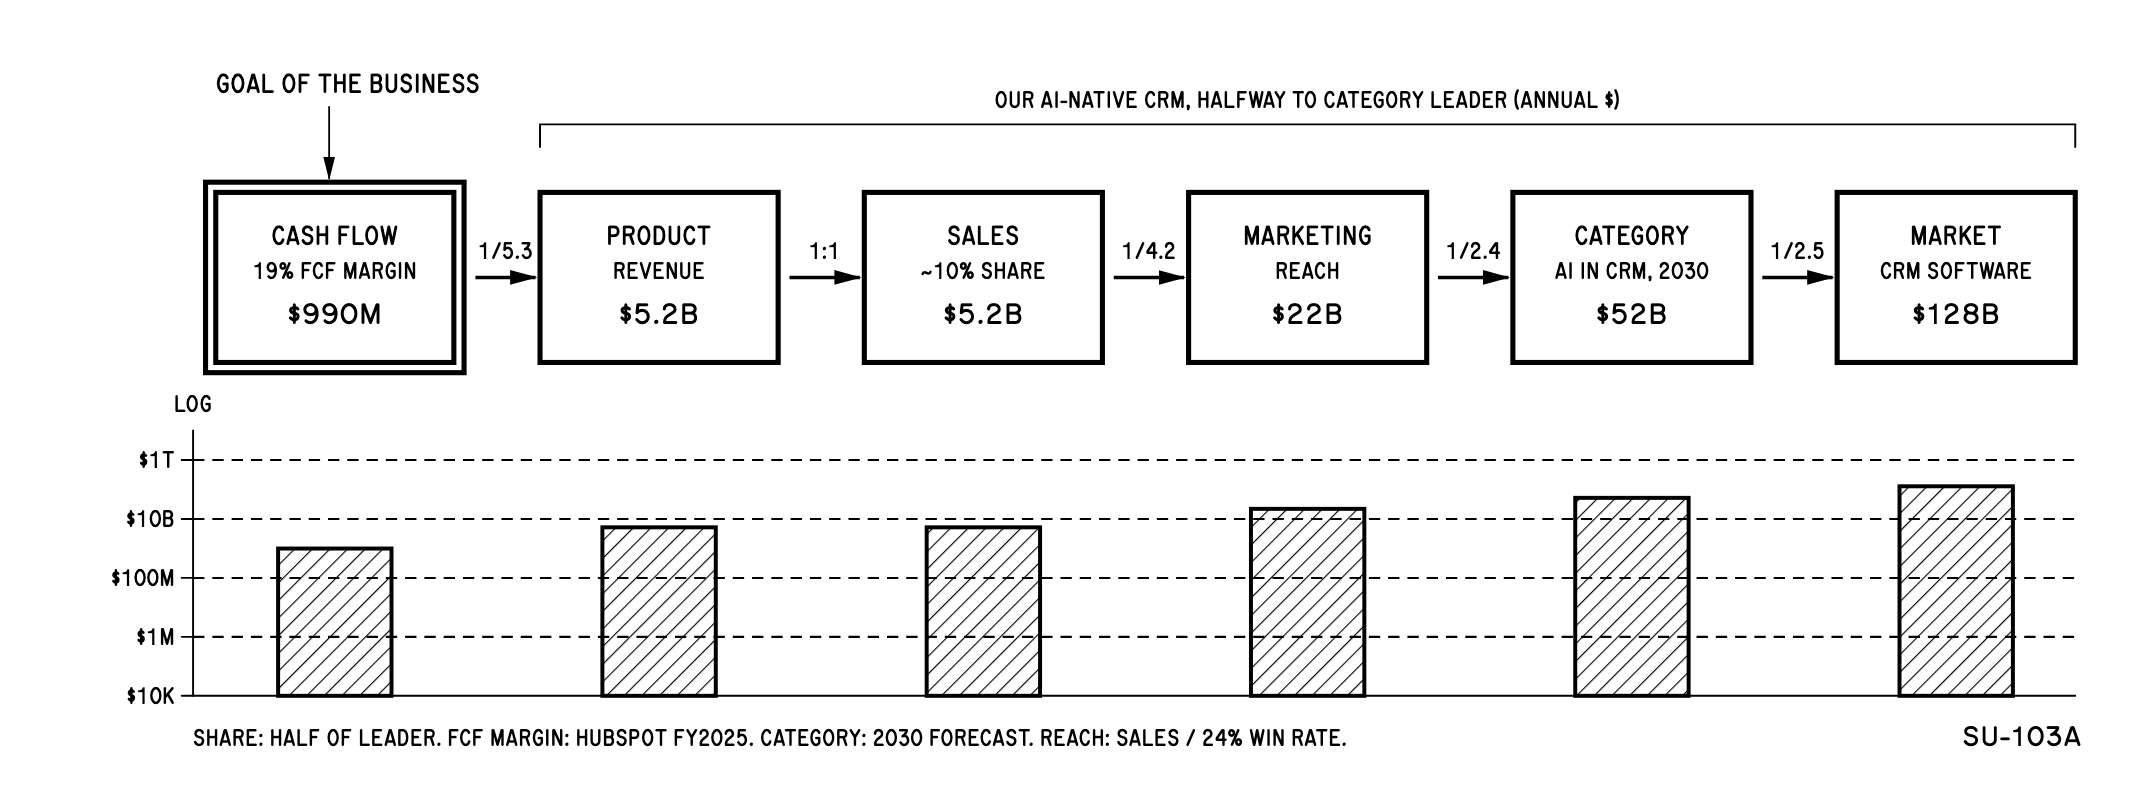 GOAL OF THE BUSINESS
OUR AI-NATIVE CRM, HALFWAY TO CATEGORY LEADER (ANNUAL $)
CASH FLOW
19% FCF MARGIN
$990M
1/5.3
PRODUCT
REVENUE
$5.2B
1:1
SALES
~10% SHARE
$5.2B
1/4.2
MARKETING
REACH
$22B
1/2.4
CATEGORY
AI IN CRM, 2030
$52B
1/2.5
MARKET
CRM SOFTWARE
$128B
LOG
$1T
$10B
$100M
$1M
$10K
SHARE: HALF OF LEADER. FCF MARGIN: HUBSPOT FY2025. CATEGORY: 2030 FORECAST. REACH: SALES / 24% WIN RATE.
SU-103A